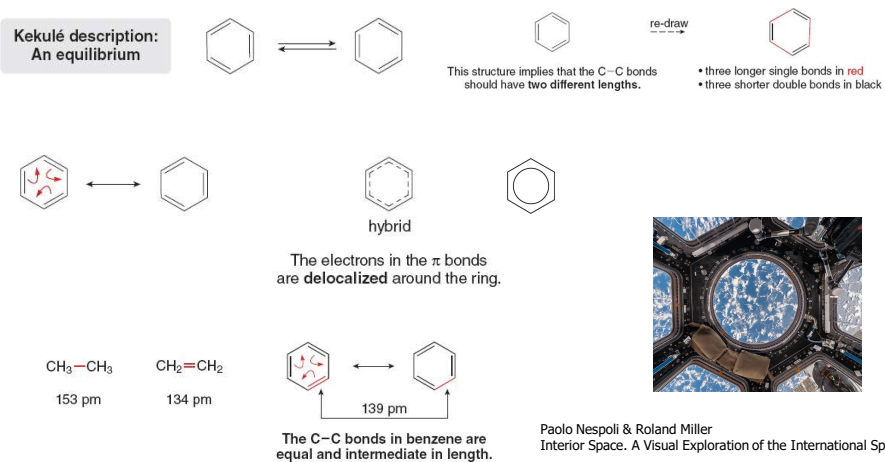 Kekulé description:
An equilibrium
re-draw
This structure implies that the C–C bonds
should have two different lengths.
• three longer single bonds in red
• three shorter double bonds in black
hybrid
The electrons in the π bonds
are delocalized around the ring.
CH₃–CH₃
CH₂=CH₂
153 pm
134 pm
139 pm
The C–C bonds in benzene are
equal and intermediate in length.
Paolo Nespoli & Roland Miller
Interior Space. A Visual Exploration of the International Sp